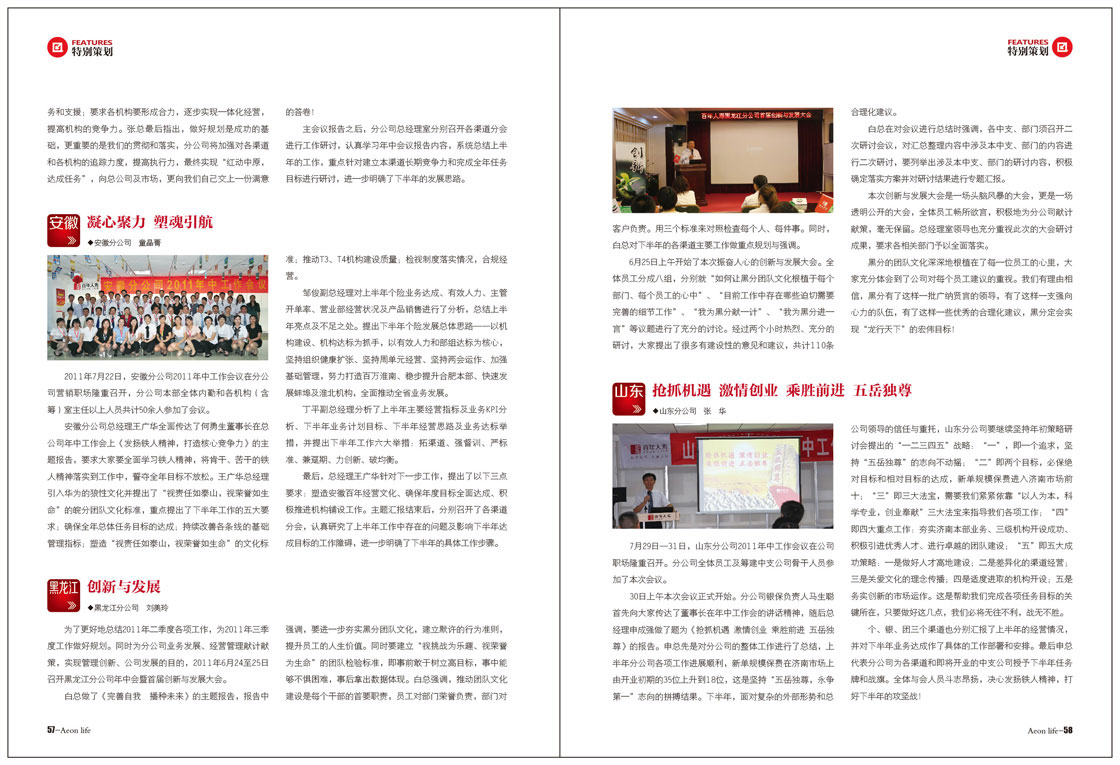 FEATURES
特别策划
务和支援；要求各机构要形成合力，逐步实现一体化经营，
提高机构的竞争力。张总最后指出，做好规划是成功的基
础，更重要的是我们的贯彻和落实，分公司将加强对各渠道
和各机构的追踪力度，提高执行力，最终实现“红动中原，
达成任务”，向总公司及市场，更向我们自己交上一份满意
的答卷！
主会议报告之后，分公司总经理室分别召开各渠道分会
进行工作研讨，认真学习年中会议报告内容，系统总结上半
年的工作，重点针对建立本渠道长期竞争力和完成全年任务
目标进行研讨，进一步明确了下半年的发展思路。
安徽
凝心聚力 塑魂引航
◆安徽分公司 童晶菁
安徽分公司2011年中工作会议
2011年7月22日，安徽分公司2011年中工作会议在分公
司营销职场隆重召开，分公司本部全体内勤和各机构（含
筹）室主任以上人员共计50余人参加了会议。
安徽分公司总经理王广华全面传达了何勇生董事长在总
公司年中工作会上《发扬铁人精神，打造核心竞争力》的主
题报告，要求大家要全面学习铁人精神，将肯干、苦干的铁
人精神落实到工作中，誓夺全年目标不放松。王广华总经理
引入华为的狼性文化并提出了“视责任如泰山，视荣誉如生
命”的皖分团队文化标准，重点提出了下半年工作的五大要
求：确保全年总体任务目标的达成；持续改善各条线的基础
管理指标；塑造“视责任如泰山，视荣誉如生命”的文化标
准；推动T3、T4机构建设质量；检视制度落实情况，合规经
营。
邹俊副总经理对上半年个险业务达成、有效人力、主管
开单率、营业部经营状况及产品销售进行了分析，总结上半
年亮点及不足之处。提出下半年个险发展总体思路——以机
构建设、机构达标为抓手，以有效人力和部组达标为核心，
坚持组织健康扩张、坚持周单元经营、坚持两会运作、加强
基础管理，努力打造百万淮南、稳步提升合肥本部、快速发
展蚌埠及淮北机构，全面推动全省业务发展。
丁平副总经理分析了上半年主要经营指标及业务KPI分
析、下半年业务计划目标、下半年经营思路及业务达标举
措，并提出下半年工作六大举措：拓渠道、强督训、严标
准、兼趸期、力创新、破均衡。
最后，总经理王广华针对下一步工作，提出了以下三点
要求：塑造安徽百年经营文化、确保年度目标全面达成、积
极推进机构铺设工作。主题汇报结束后，分别召开了各渠道
分会，认真研究了上半年工作中存在的问题及影响下半年达
成目标的工作障碍，进一步明确了下半年的具体工作步骤。
黑龙江
创新与发展
◆黑龙江分公司 刘美玲
为了更好地总结2011年二季度各项工作，为2011年三季
度工作做好规划。同时为分公司业务发展、经营管理献计献
策，实现管理创新、公司发展的目的，2011年6月24至25日
召开黑龙江分公司年中会暨首届创新与发展大会。
白总做了《完善自我 播种未来》的主题报告，报告中
强调，要进一步夯实黑分团队文化，建立默许的行为准则，
提升员工的人生价值。同时要建立“视挑战为乐趣、视荣誉
为生命”的团队检验标准，即事前敢于树立高目标，事中能
够不惧困难，事后拿出数据体现。白总强调，推动团队文化
建设是每个干部的首要职责，员工对部门荣誉负责，部门对
57—Aeon life
FEATURES
特别策划
百年人寿黑龙江分公司首届创新与发展大会
客户负责。用三个标准来对照检查每个人、每件事。同时，
白总对下半年的各渠道主要工作做重点规划与强调。
6月25日上午开始了本次振奋人心的创新与发展大会。全
体员工分成八组，分别就“如何让黑分团队文化根植于每个
部门、每个员工的心中”、“目前工作中存在哪些迫切需要
完善的细节工作”、“我为黑分献一计”、“我为黑分进一
言”等议题进行了充分的讨论。经过两个小时热烈、充分的
研讨，大家提出了很多有建设性的意见和建议，共计110条
合理化建议。
白总在对会议进行总结时强调，各中支、部门须召开二
次研讨会议，对汇总整理内容中涉及本中支、部门的内容进
行二次研讨，要列举出涉及本中支、部门的研讨内容，积极
确定落实方案并对研讨结果进行专题汇报。
本次创新与发展大会是一场头脑风暴的大会，更是一场
透明公开的大会，全体员工畅所欲言，积极地为分公司献计
献策，毫无保留。总经理室领导也充分重视此次的大会研讨
成果，要求各相关部门予以全面落实。
黑分的团队文化深深地根植在了每一位员工的心里，大
家充分体会到了公司对每个员工建议的重视。我们有理由相
信，黑分有了这样一批广纳贤言的领导，有了这样一支强向
心力的队伍，有了这样一些优秀的合理化建议，黑分定会实
现“龙行天下”的宏伟目标！
山东
抢抓机遇 激情创业 乘胜前进 五岳独尊
◆山东分公司 张 华
百年人寿
抢抓机遇 激情创业
乘胜前进 五岳独尊
7月29日—31日，山东分公司2011年中工作会议在公司
职场隆重召开。分公司全体员工及筹建中支公司骨干人员参
加了本次会议。
30日上午本次会议正式开始。分公司银保负责人马生聪
首先向大家传达了董事长在年中工作会的讲话精神，随后总
经理申成强做了题为《抢抓机遇 激情创业 乘胜前进 五岳独
尊》的报告。申总先是对分公司的整体工作进行了总结，上
半年分公司各项工作进展顺利，新单规模保费在济南市场上
由开业初期的35位上升到18位，这是坚持“五岳独尊，永争
第一”志向的拼搏结果。下半年，面对复杂的外部形势和总
公司领导的信任与重托，山东分公司要继续坚持年初策略研
讨会提出的“一二三四五”战略：“一”，即一个追求，坚
持“五岳独尊”的志向不动摇；“二”即两个目标，必保绝
对目标和相对目标的达成，新单规模保费进入济南市场前
十；“三”即三大法宝，需要我们紧紧依靠“以人为本，科
学专业，创业奉献”三大法宝来指导我们各项工作；“四”
即四大重点工作：夯实济南本部业务、三级机构开设成功、
积极引进优秀人才、进行卓越的团队建设；“五”即五大成
功策略：一是做好人才高地建设；二是差异化的渠道经营；
三是关爱文化的理念传播；四是适度进取的机构开设；五是
务实创新的市场运作。这是帮助我们完成各项任务目标的关
键所在，只要做好这几点，我们必将无往不利，战无不胜。
个、银、团三个渠道也分别汇报了上半年的经营情况，
并对下半年业务达成作了具体的工作部署和安排。最后申总
代表分公司为各渠道和即将开业的中支公司授予下半年任务
牌和战旗。全体与会人员斗志昂扬，决心发扬铁人精神，打
好下半年的攻坚战！
Aeon life—58